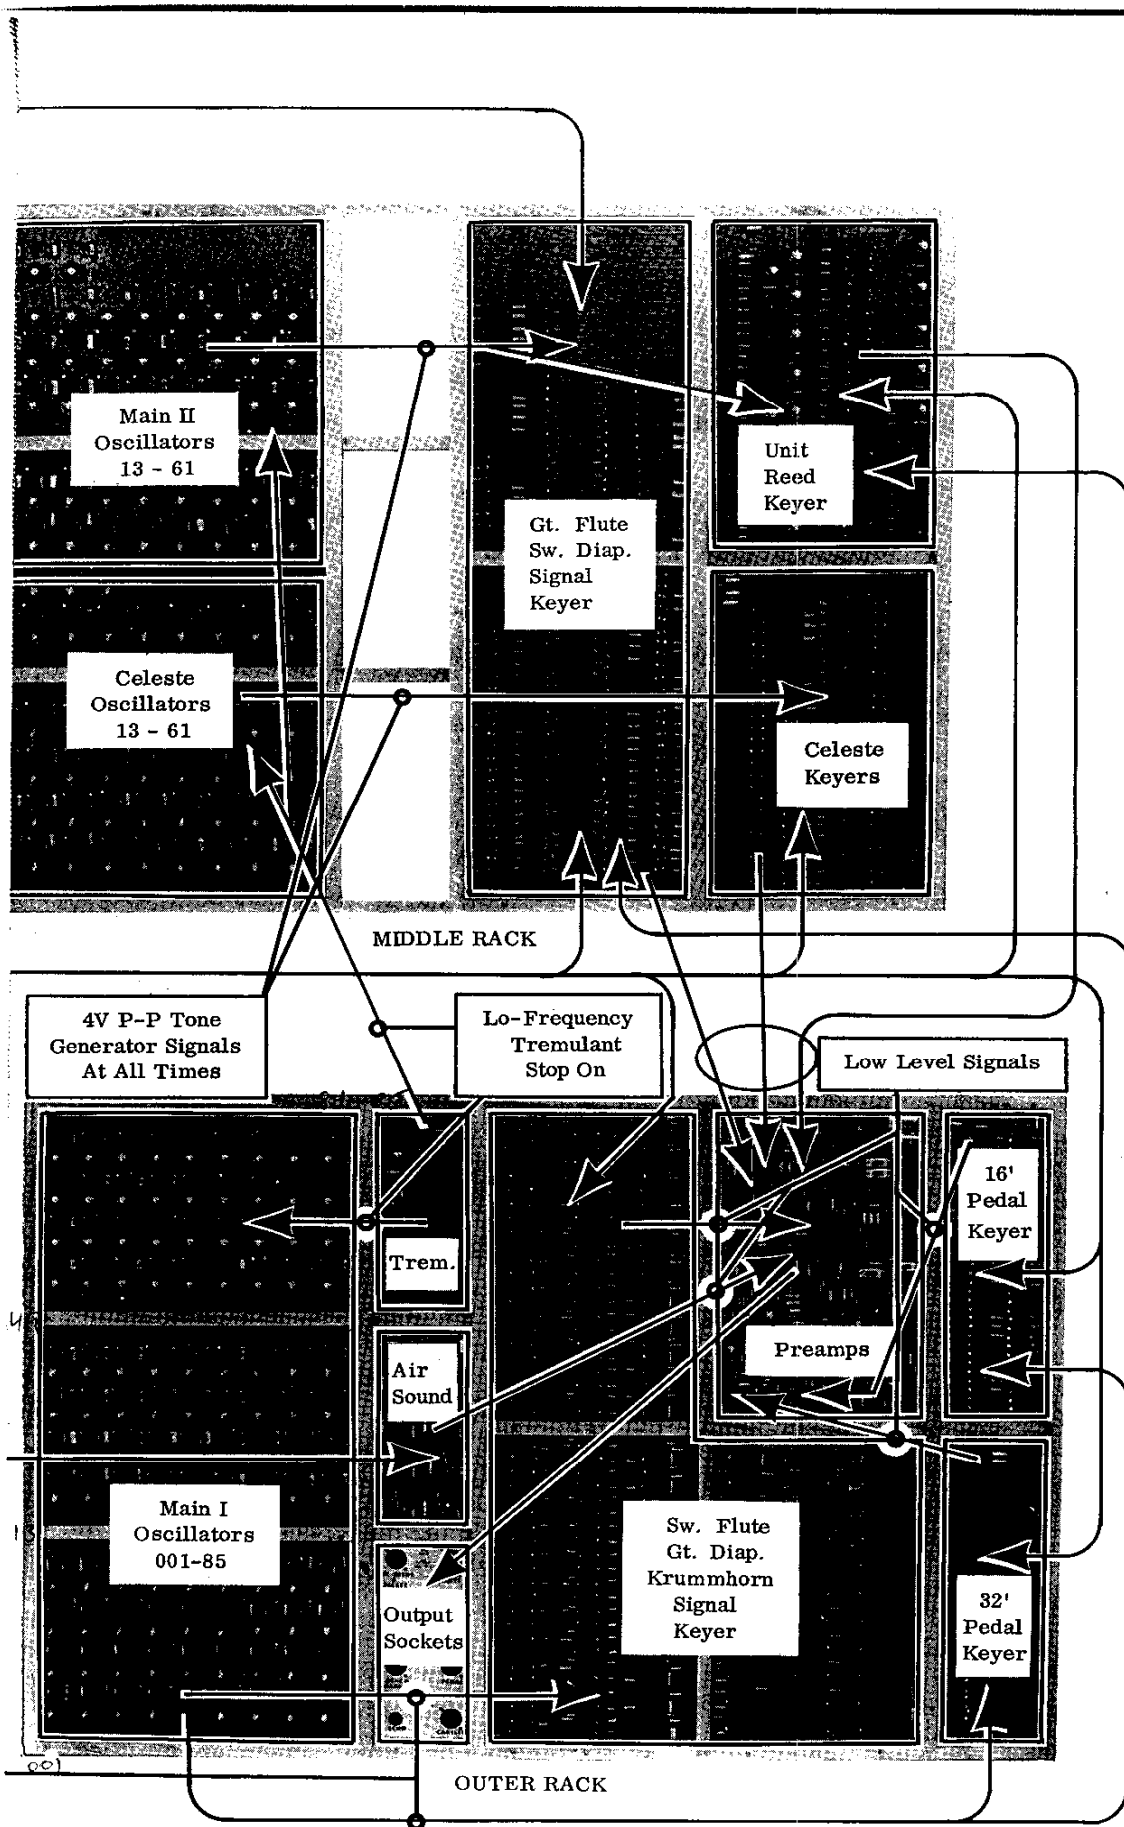 Main II
Oscillators
13 - 61
Gt. Flute
Sw. Diap.
Signal
Keyer
Unit
Reed
Keyer
Celeste
Oscillators
13 - 61
Celeste
Keyers
MIDDLE RACK
4V P-P Tone
Generator Signals
At All Times
Lo-Frequency
Tremulant
Stop On
Low Level Signals
16'
Pedal
Keyer
Trem.
Preamps
Air
Sound
Main I
Oscillators
001-85
Sw. Flute
Gt. Diap.
Krummhorn
Signal
Keyer
Output
Sockets
32'
Pedal
Keyer
001
OUTER RACK